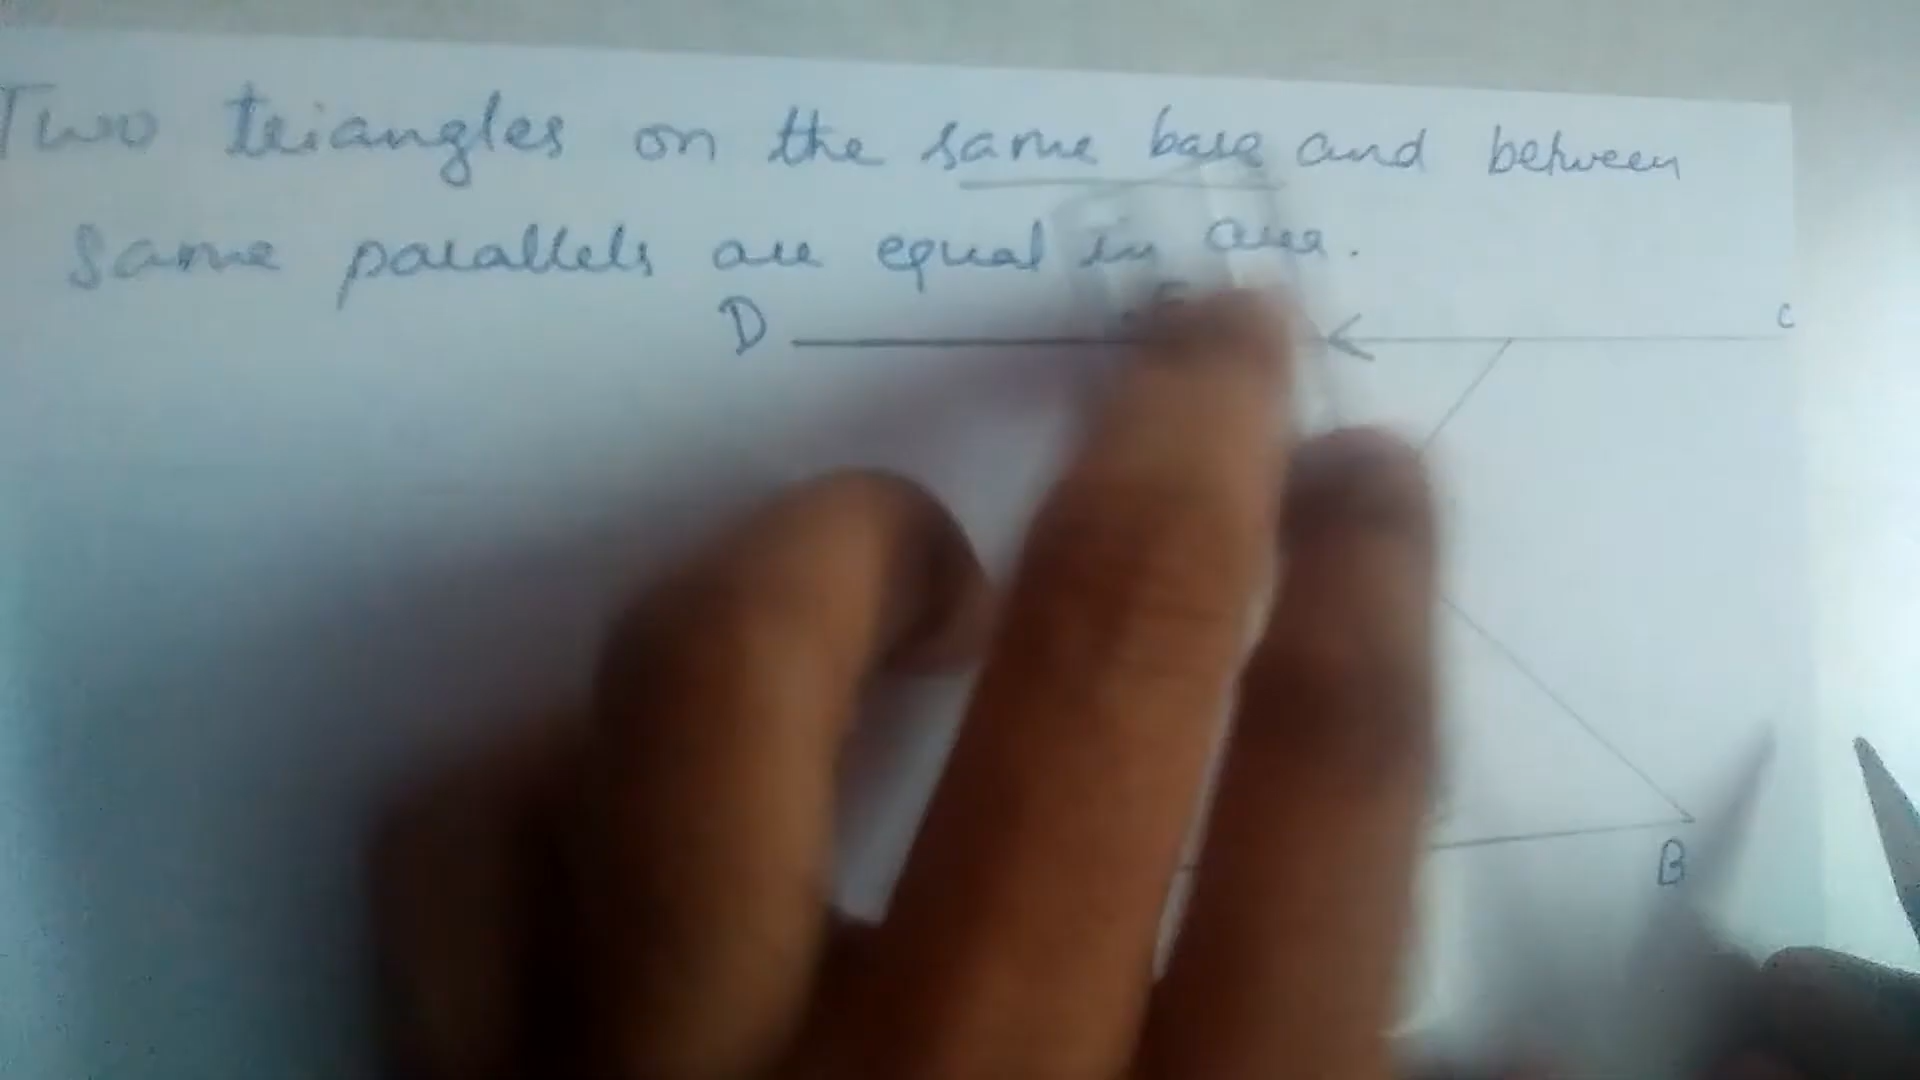 Two triangles on the same base and between
same parallels are equal in area.
D
C
B